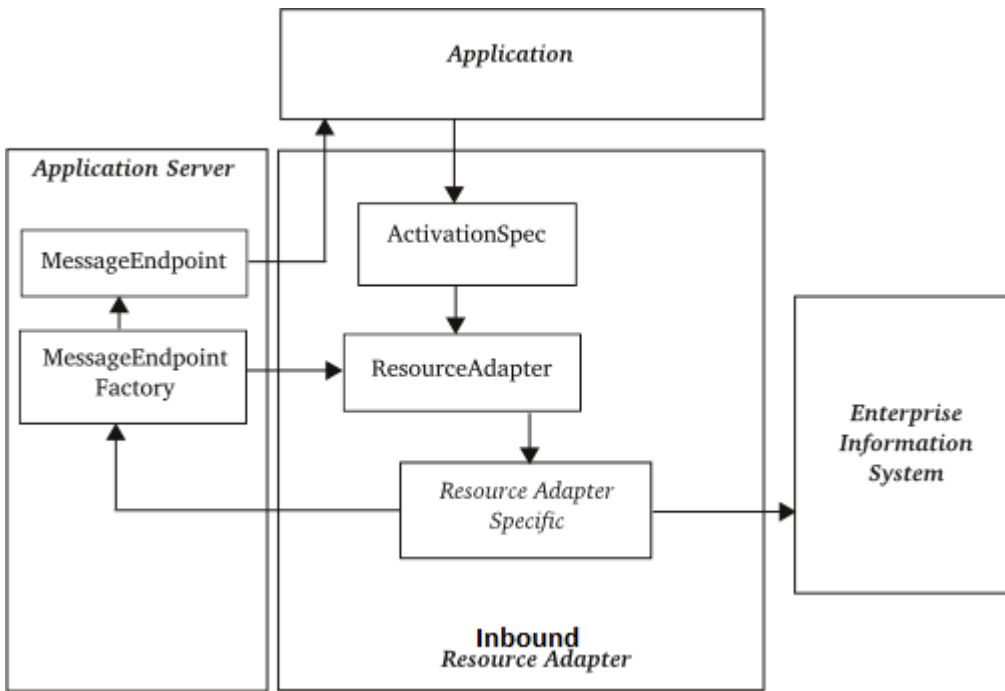 Application
Application Server
MessageEndpoint
MessageEndpoint
Factory
ActivationSpec
ResourceAdapter
Resource Adapter
Specific
Inbound
Resource Adapter
Enterprise
Information
System